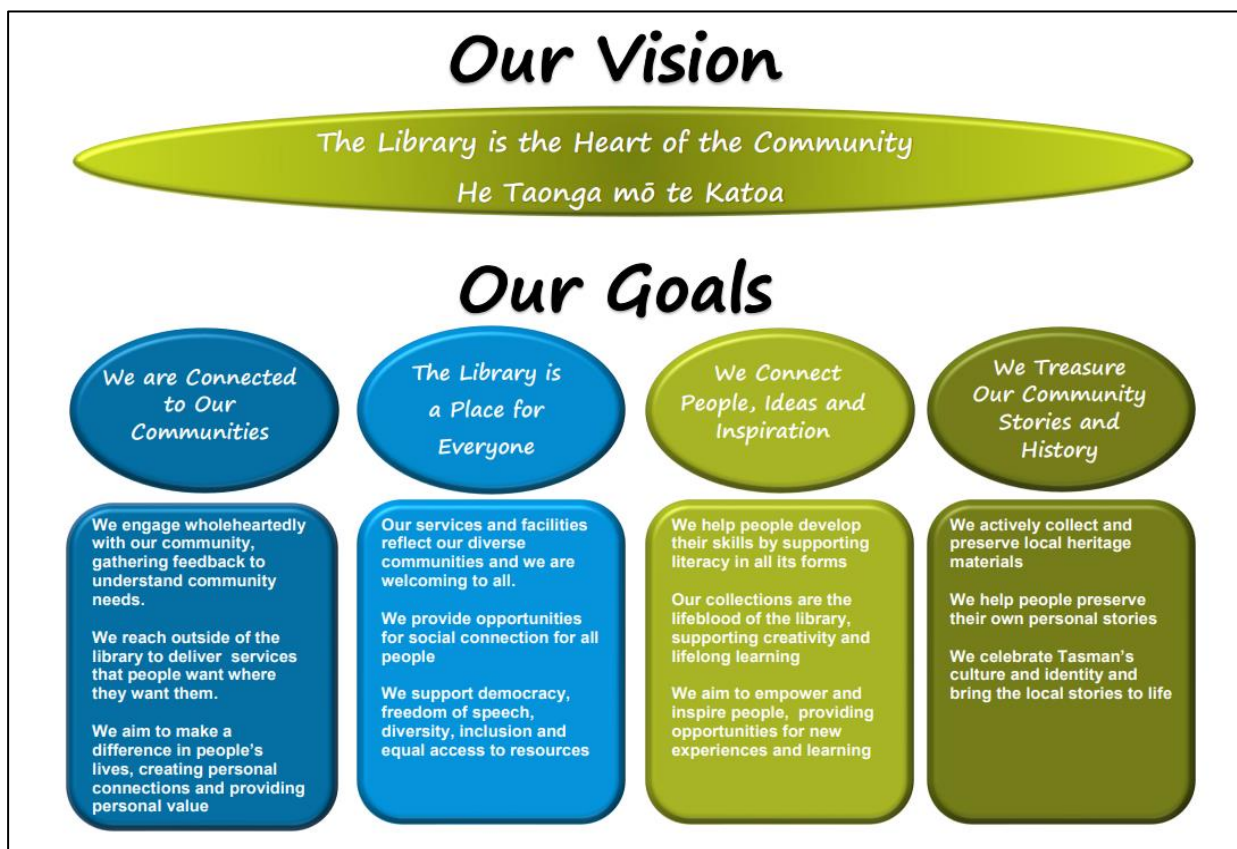 Our Vision
The Library is the Heart of the Community
He Taonga mō te Katoa
Our Goals
We are Connected
to Our
Communities
We engage wholeheartedly
with our community,
gathering feedback to
understand community
needs.
We reach outside of the
library to deliver services
that people want where
they want them.
We aim to make a
difference in people's
lives, creating personal
connections and providing
personal value
The Library is
a Place for
Everyone
Our services and facilities
reflect our diverse
communities and we are
welcoming to all.
We provide opportunities
for social connection for all
people
We support democracy,
freedom of speech,
diversity, inclusion and
equal access to resources
We Connect
People, Ideas and
Inspiration
We help people develop
their skills by supporting
literacy in all its forms
Our collections are the
lifeblood of the library,
supporting creativity and
lifelong learning
We aim to empower and
inspire people, providing
opportunities for new
experiences and learning
We Treasure
Our Community
Stories and
History
We actively collect and
preserve local heritage
materials
We help people preserve
their own personal stories
We celebrate Tasman's
culture and identity and
bring the local stories to life